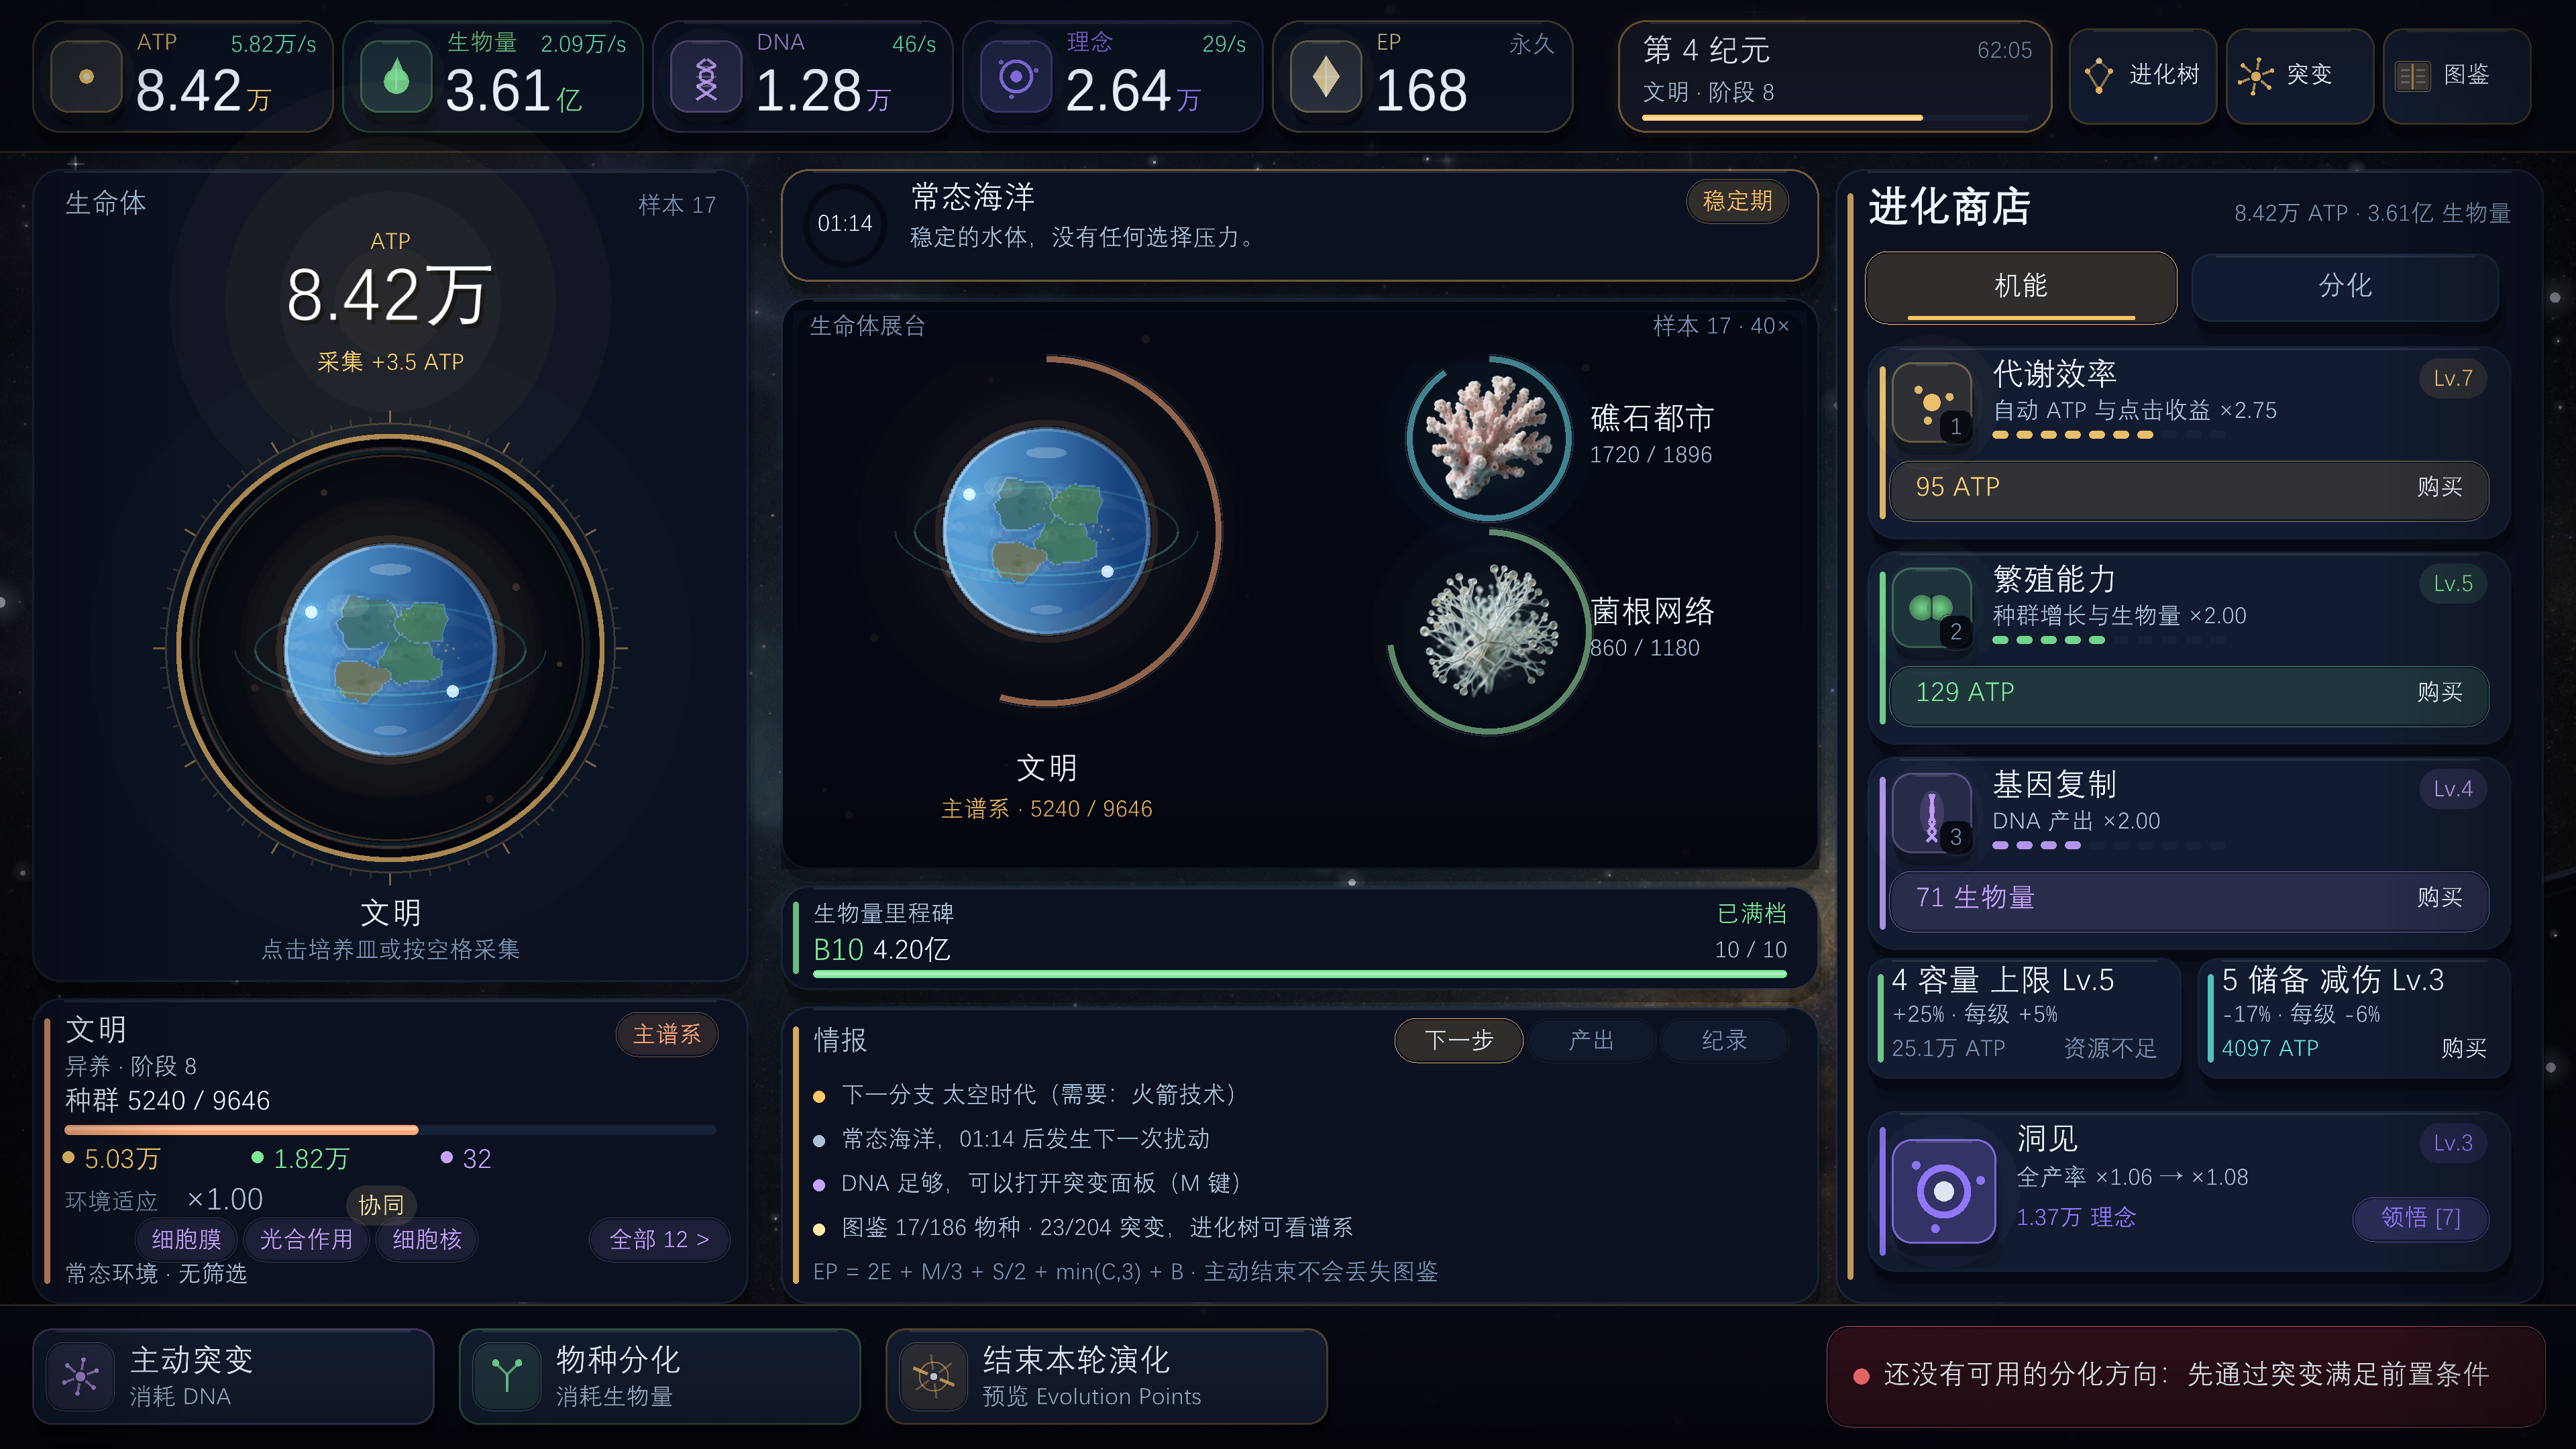 ATP 5.82万/s
8.42万
生物量 2.09万/s
3.61亿
DNA 46/s
1.28万
理念 29/s
2.64万
EP 永久
168
第 4 纪元 62:05
文明 · 阶段 8
进化树
突变
图鉴
生命体 样本 17
ATP
8.42万
采集 +3.5 ATP
文明
点击培养皿或按空格采集
文明 主谱系
异养 · 阶段 8
种群 5240 / 9646
5.03万 1.82万 32
环境适应 ×1.00 协同
细胞膜 光合作用 细胞核 全部 12 >
常态环境 · 无筛选
01:14
常态海洋 稳定期
稳定的水体，没有任何选择压力。
生命体展台 样本 17 · 40×
礁石都市
1720 / 1896
菌根网络
860 / 1180
文明
主谱系 · 5240 / 9646
生物量里程碑 已满档
B10 4.20亿 10 / 10
情报 下一步 产出 纪录
下一分支 太空时代（需要：火箭技术）
常态海洋，01:14 后发生下一次扰动
DNA 足够，可以打开突变面板（M 键）
图鉴 17/186 物种 · 23/204 突变，进化树可看谱系
EP = 2E + M/3 + S/2 + min(C,3) + B · 主动结束不会丢失图鉴
进化商店 8.42万 ATP · 3.61亿 生物量
机能 分化
代谢效率 Lv.7
自动 ATP 与点击收益 ×2.75
1
95 ATP 购买
繁殖能力 Lv.5
种群增长与生物量 ×2.00
2
129 ATP 购买
基因复制 Lv.4
DNA 产出 ×2.00
3
71 生物量 购买
4 容量 上限 Lv.5
+25% · 每级 +5%
25.1万 ATP 资源不足
5 储备 减伤 Lv.3
-17% · 每级 -6%
4097 ATP 购买
洞见 Lv.3
全产率 ×1.06 → ×1.08
1.37万 理念 领悟 [7]
主动突变
消耗 DNA
物种分化
消耗生物量
结束本轮演化
预览 Evolution Points
还没有可用的分化方向：先通过突变满足前置条件